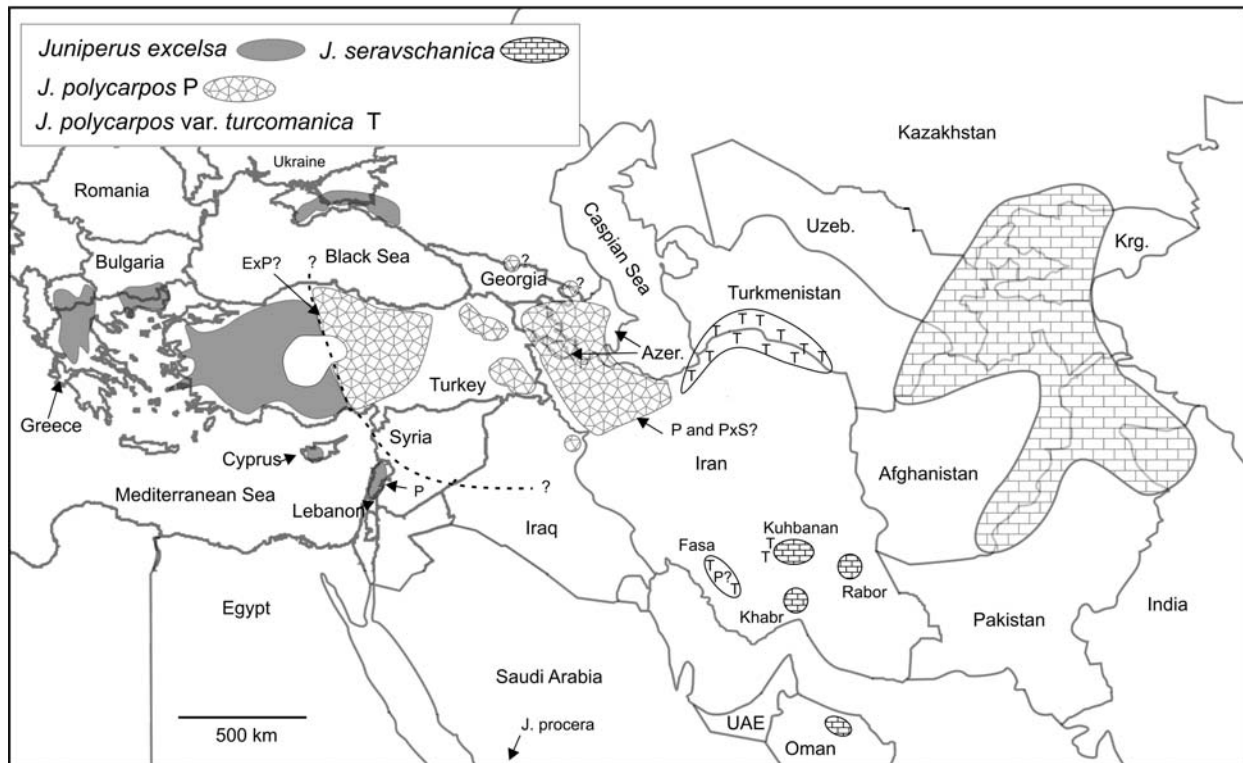 Juniperus excelsa J. seravschanica
J. polycarpos P
J. polycarpos var. turcomanica T
Kazakhstan
Ukraine
Romania
Caspian Sea
Uzeb.
Krg.
Bulgaria
ExP?
?
Black Sea
Georgia
?
?
Turkmenistan
T T T T T T T T T T T
Azer.
Turkey
Greece
Syria
P and PxS?
Cyprus
Iran
Afghanistan
Mediterranean Sea
P
?
Lebanon
Iraq
Kuhbanan
T
T
Fasa
T
P?
T
Rabor
Khabr
Egypt
Pakistan
India
Saudi Arabia
J. procera
UAE
Oman
500 km